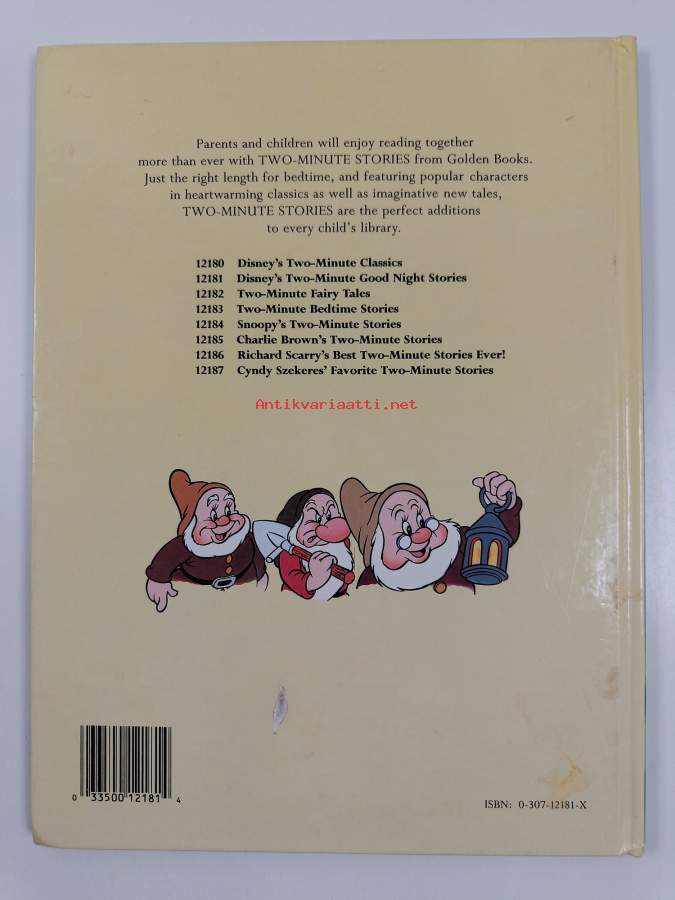 Parents and children will enjoy reading together
more than ever with TWO-MINUTE STORIES from Golden Books.
Just the right length for bedtime, and featuring popular characters
in heartwarming classics as well as imaginative new tales,
TWO-MINUTE STORIES are the perfect additions
to every child's library.
12180 Disney's Two-Minute Classics
12181 Disney's Two-Minute Good Night Stories
12182 Two-Minute Fairy Tales
12183 Two-Minute Bedtime Stories
12184 Snoopy's Two-Minute Stories
12185 Charlie Brown's Two-Minute Stories
12186 Richard Scarry's Best Two-Minute Stories Ever!
12187 Cyndy Szekeres' Favorite Two-Minute Stories
Antikvariaatti.net
0 33500 12181 4
ISBN: 0-307-12181-X